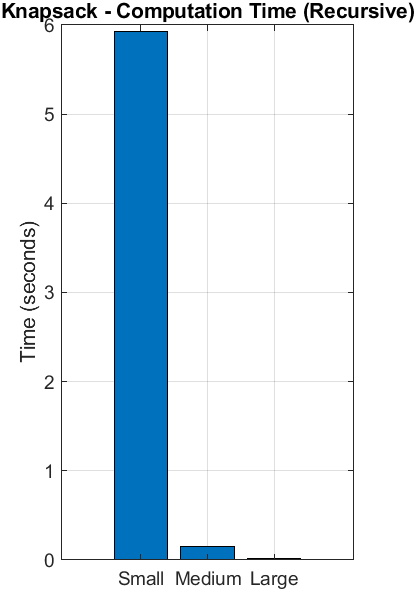 Knapsack - Computation Time (Recursive)
6
5
4
3
2
1
0
Time (seconds)
Small Medium Large